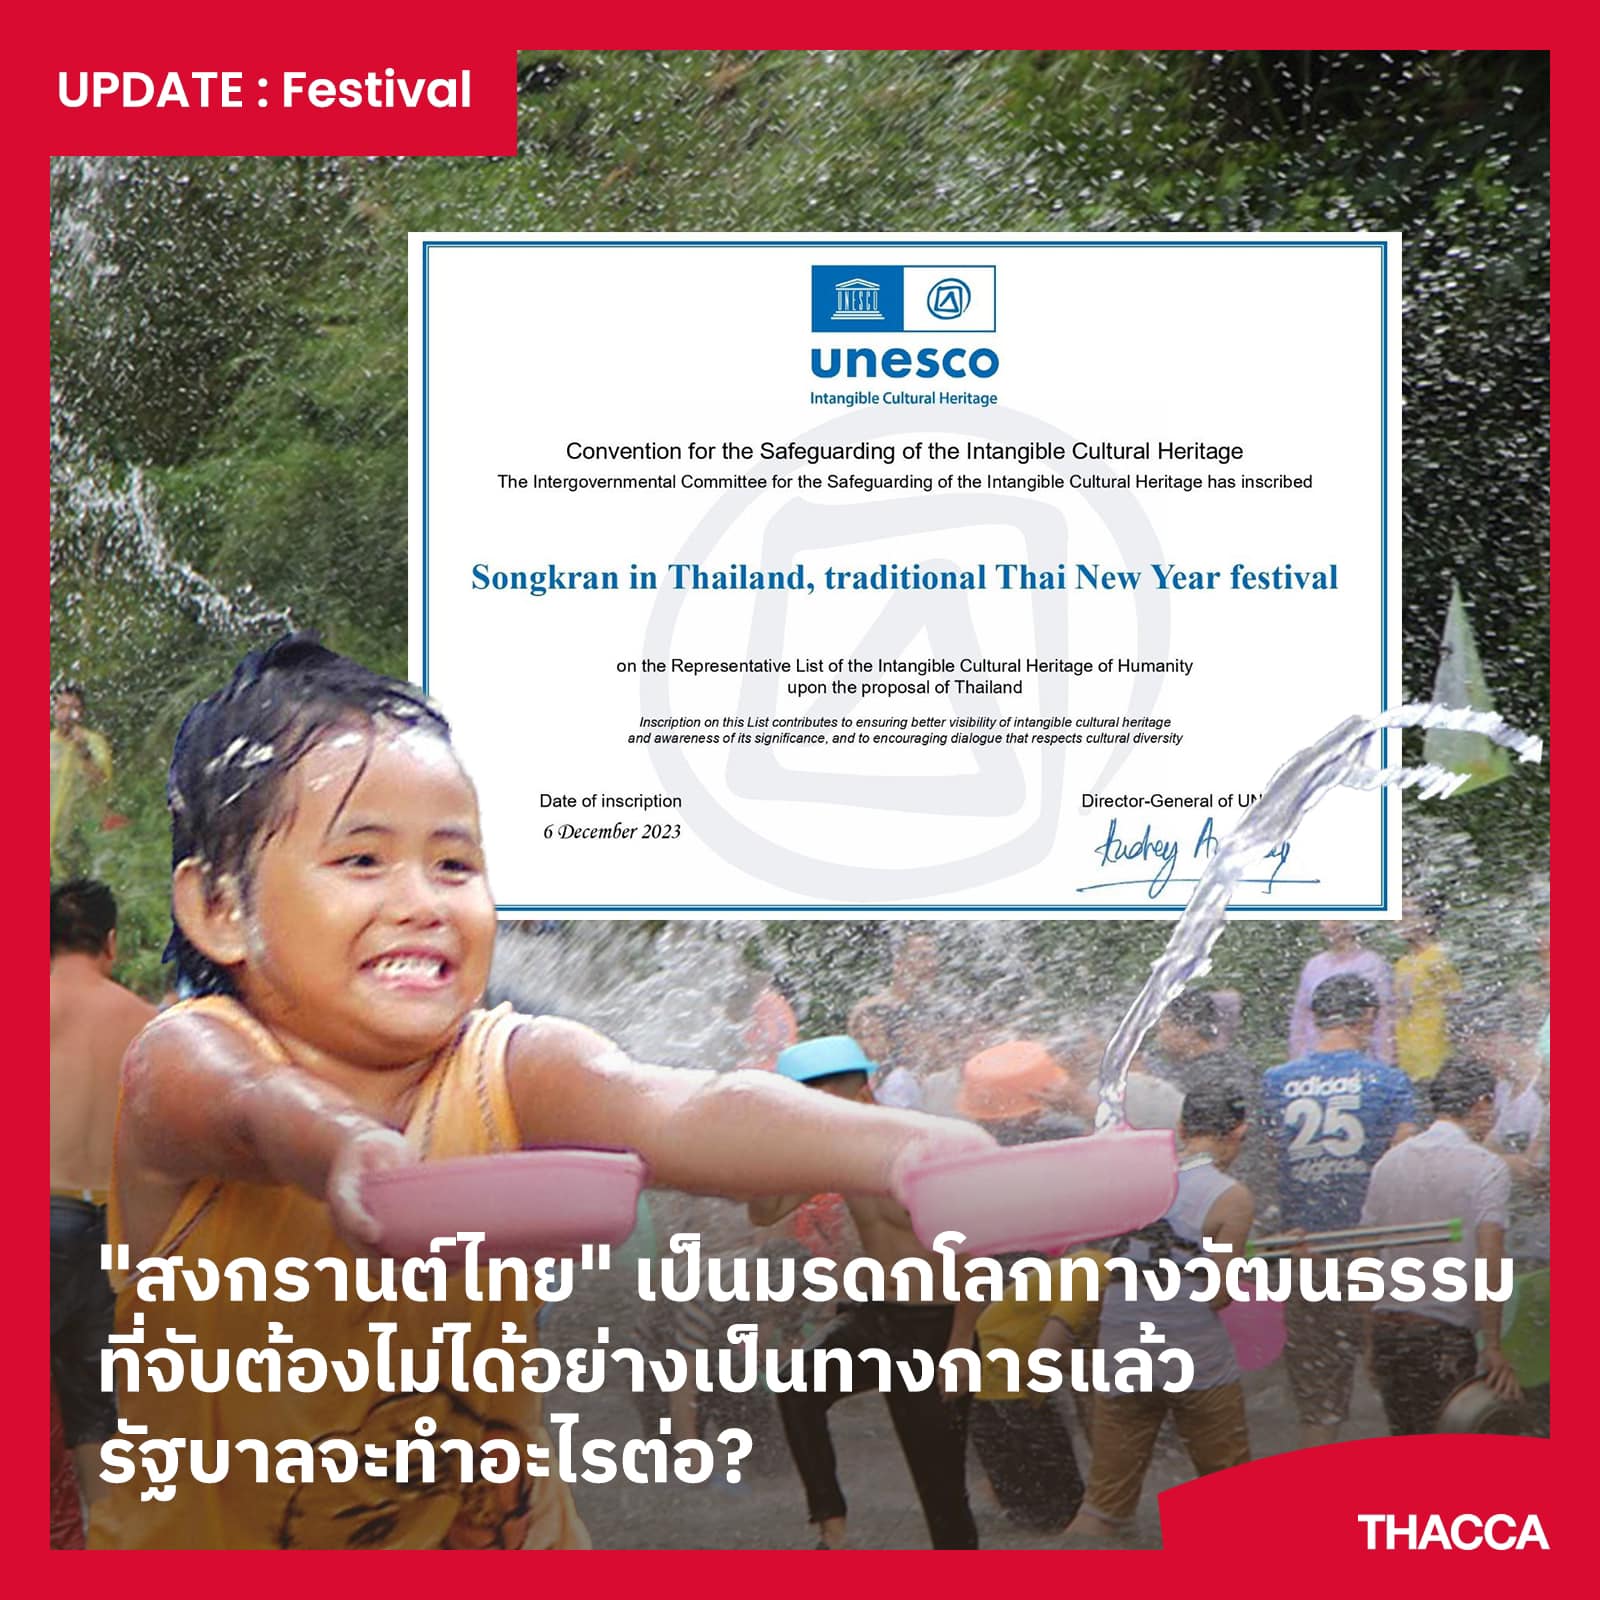 UPDATE : Festival
UNESCO
unesco
Intangible Cultural Heritage
Convention for the Safeguarding of the Intangible Cultural Heritage
The Intergovernmental Committee for the Safeguarding of the Intangible Cultural Heritage has inscribed
Songkran in Thailand, traditional Thai New Year festival
on the Representative List of the Intangible Cultural Heritage of Humanity
upon the proposal of Thailand
Inscription on this List contributes to ensuring better visibility of intangible cultural heritage
and awareness of its significance, and to encouraging dialogue that respects cultural diversity
Date of inscription
6 December 2023
Director-General of UN
adidas
25
"สงกรานต์ไทย" เป็นมรดกโลกทางวัฒนธรรม
ที่จับต้องไม่ได้อย่างเป็นทางการแล้ว
รัฐบาลจะทำอะไรต่อ?
THACCA